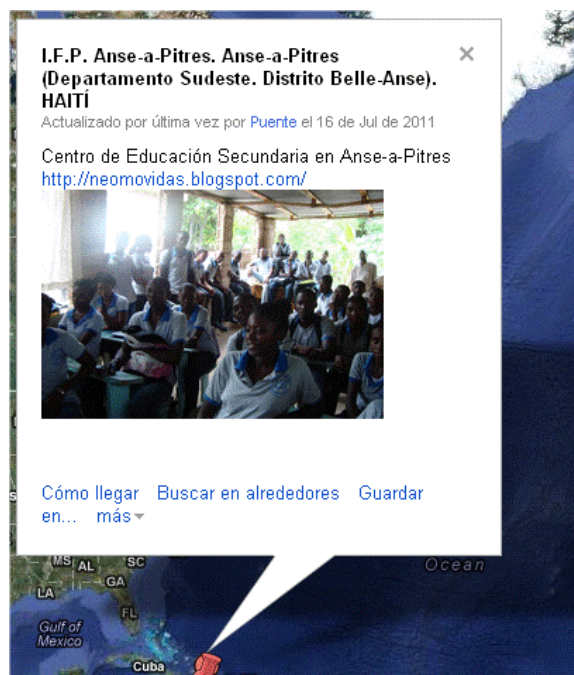 I.F.P. Anse-a-Pitres. Anse-a-Pitres
(Departamento Sudeste. Distrito Belle-Anse).
HAITÍ
Actualizado por última vez por Puente el 16 de Jul de 2011
Centro de Educación Secundaria en Anse-a-Pitres
http://neomovidas.blogspot.com/
Cómo llegar Buscar en alrededores Guardar
en... más
MS AL SC
GA
LA
FL
Gulf of
Mexico
Cuba
Ocean